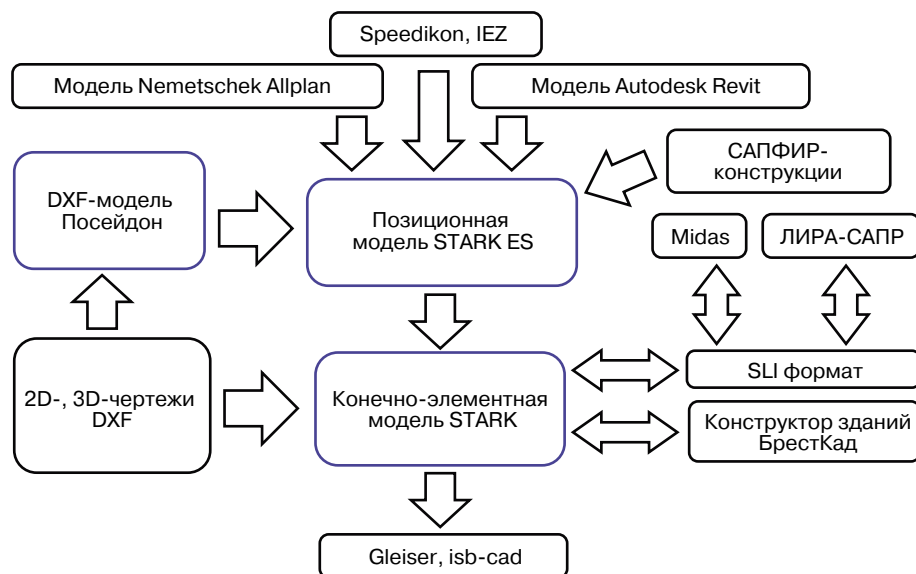 Speedikon, IEZ
Модель Nemetschek Allplan
Модель Autodesk Revit
САПФИР-
конструкции
DXF-модель
Посейдон
Позиционная
модель STARK ES
Midas
ЛИРА-САПР
2D-, 3D-чертежи
DXF
Конечно-элементная
модель STARK
SLI формат
Конструктор зданий
БрестКад
Gleiser, isb-cad